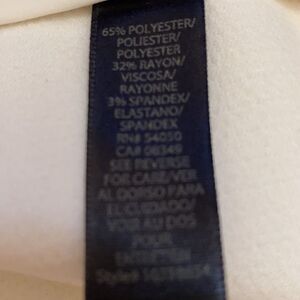 65% POLYESTER/
POLIESTER/
POLYESTER
32% RAYON/
VISCOSA/
RAYONNE
3% SPANDEX/
ELASTANO/
SPANDEX
RN# 54050
CA# 08349
SEE REVERSE
FOR CARE/VER
AL DORSO PARA
EL CUIDADO/
VOIR AU DOS
POUR
ENTRETIEN
Style#